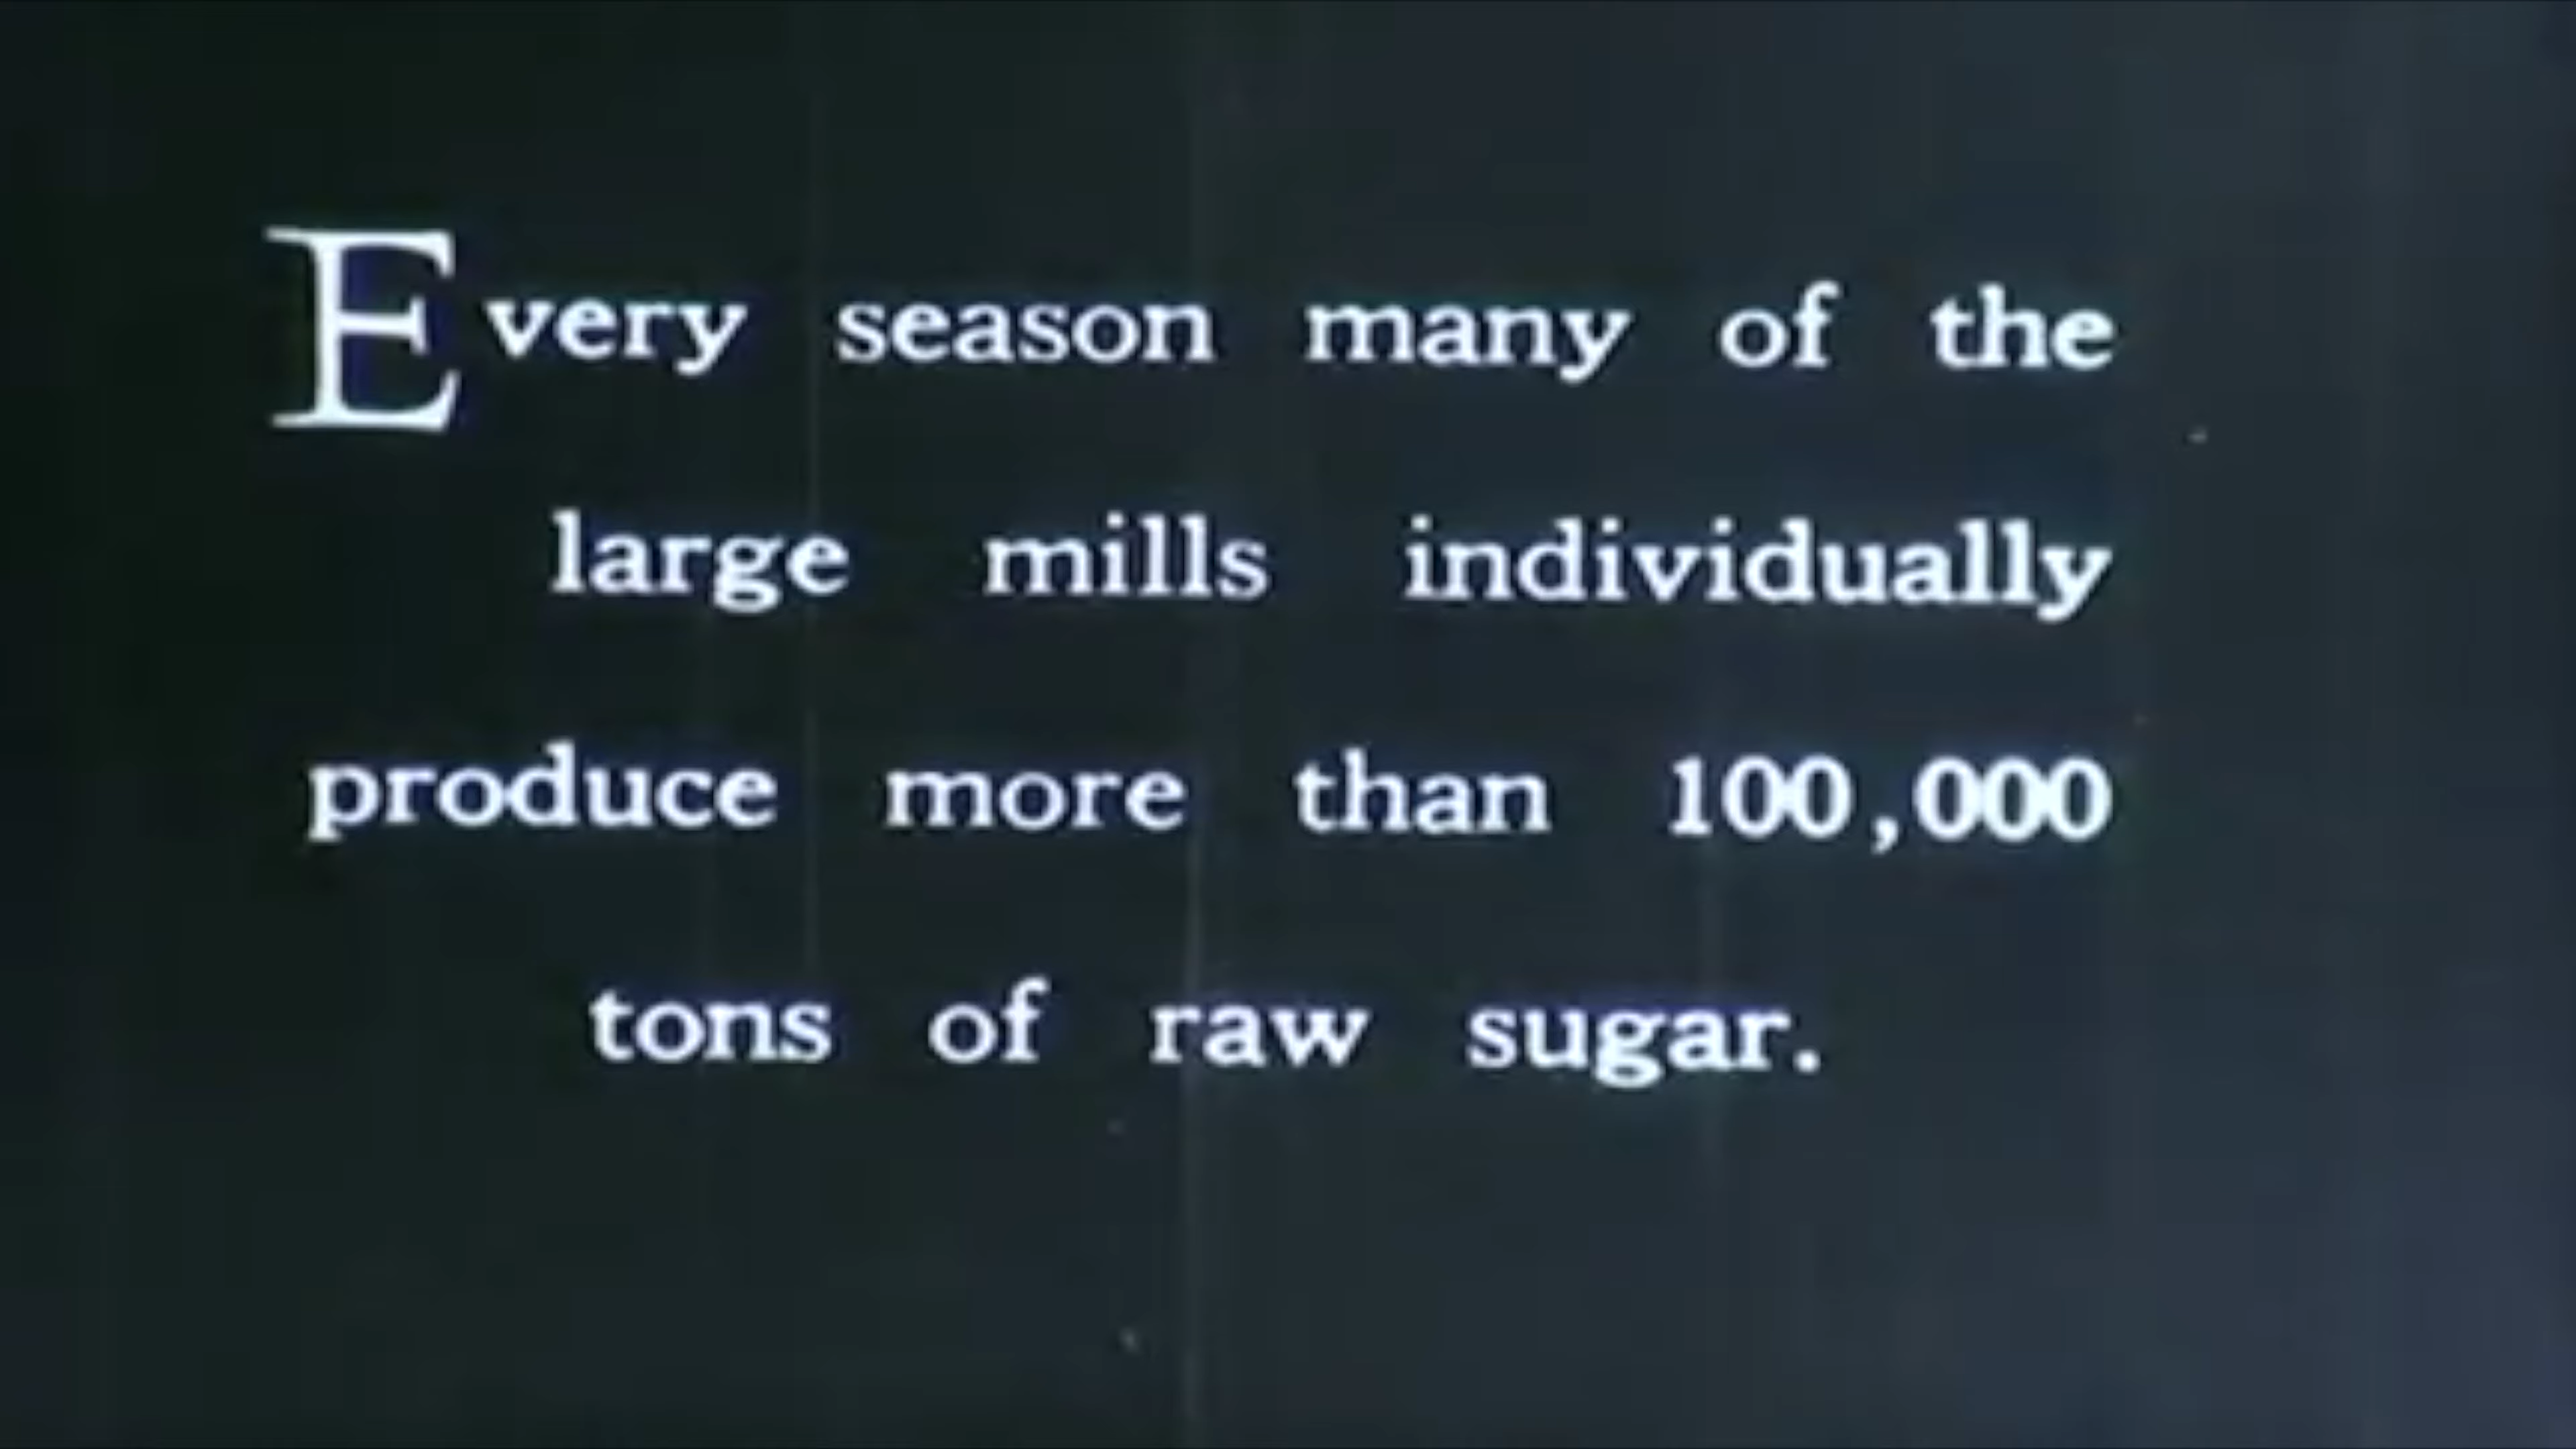 Every season many of the
large mills individually
produce more than 100,000
tons of raw sugar.